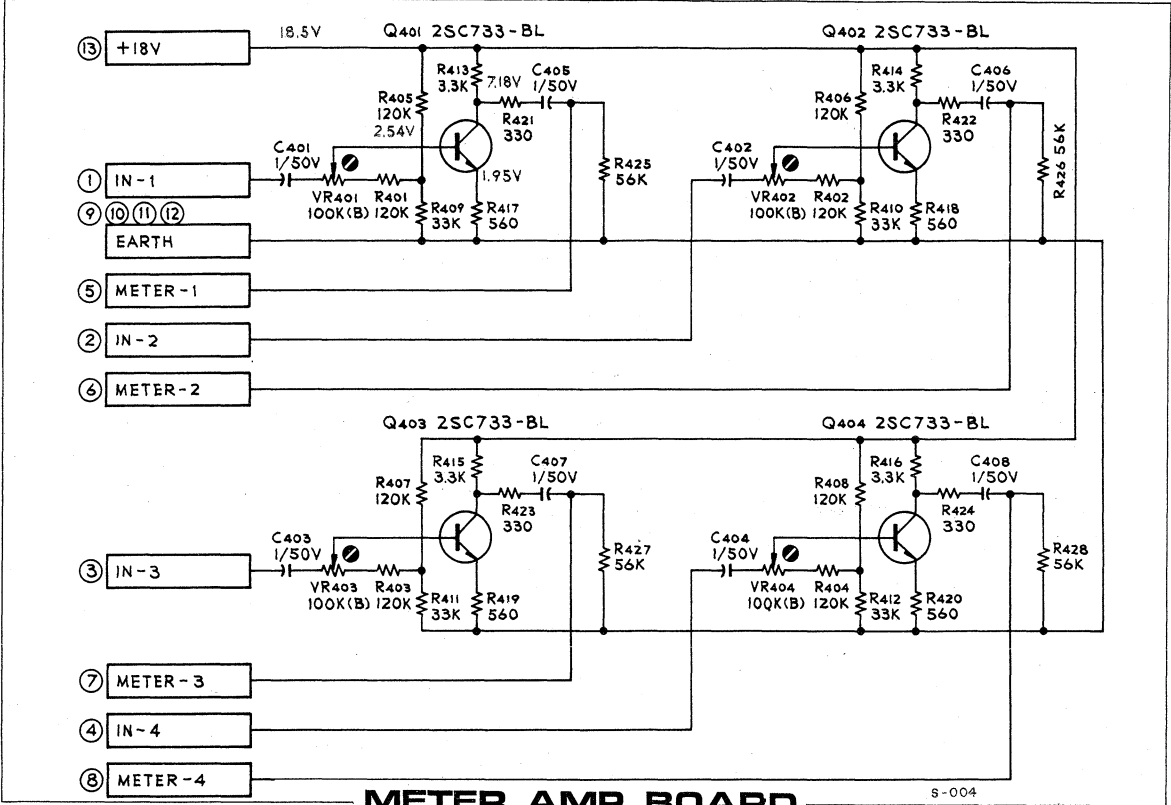 18.5V
Q401 2SC733-BL
Q402 2SC733-BL
13 +18V
R413
3.3K
7.18V
C405
1/50V
R414
3.3K
C406
1/50V
R405
120K
R421
330
R406
120K
R422
330
2.54V
C401
1/50V
C402
1/50V
R425
56K
R426 56K
1 IN-1
1.95V
VR401
100K(B)
R401
120K
R409
33K
R417
560
VR402
100K(B)
R402
120K
R410
33K
R418
560
9 10 11 12
EARTH
5 METER-1
2 IN-2
6 METER-2
Q403 2SC733-BL
Q404 2SC733-BL
R415
3.3K
C407
1/50V
R416
3.3K
C408
1/50V
R407
120K
R423
330
R408
120K
R424
330
C403
1/50V
C404
1/50V
R427
56K
R428
56K
3 IN-3
VR403
100K(B)
R403
120K
R411
33K
R419
560
VR404
100K(B)
R404
120K
R412
33K
R420
560
7 METER-3
4 IN-4
8 METER-4
S-004
METER AMP BOARD